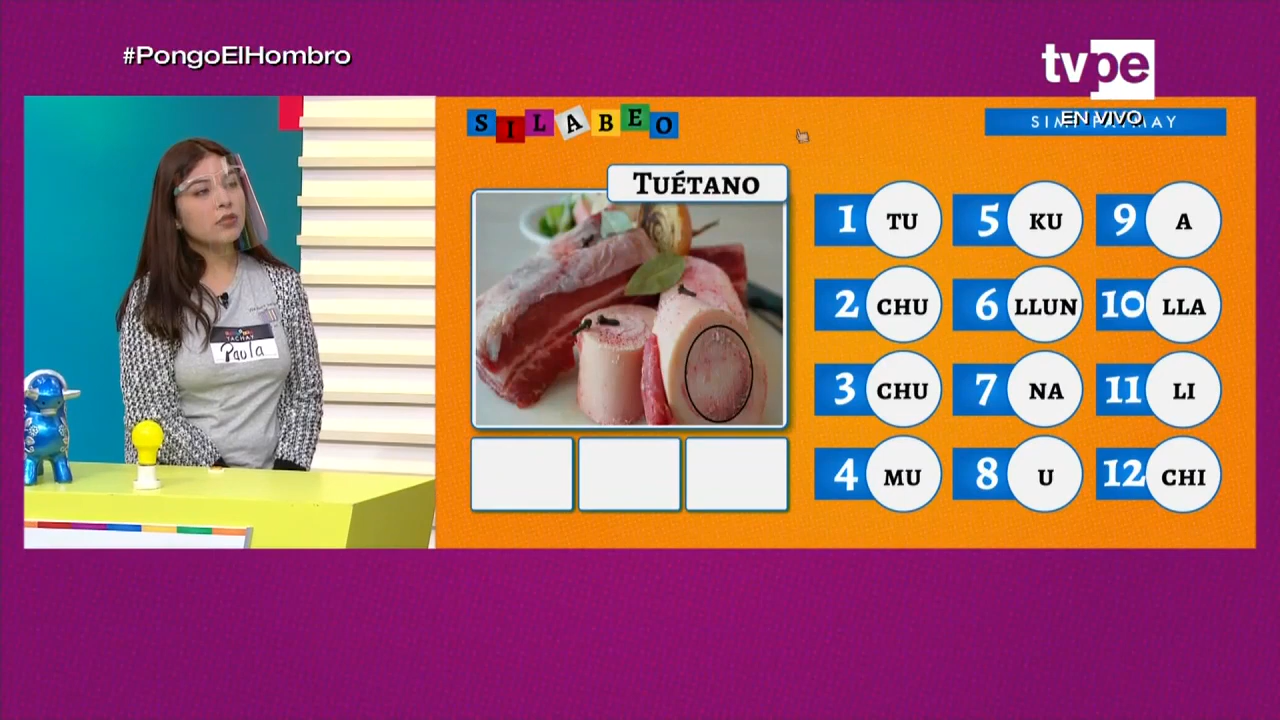 #PongoElHombro
tvpe
EN VIVO
SILABEO
TUÉTANO
1 TU
5 KU
9 A
2 CHU
6 LLUN
10 LLA
3 CHU
7 NA
11 LI
4 MU
8 U
12 CHI
TACHAY
Paula